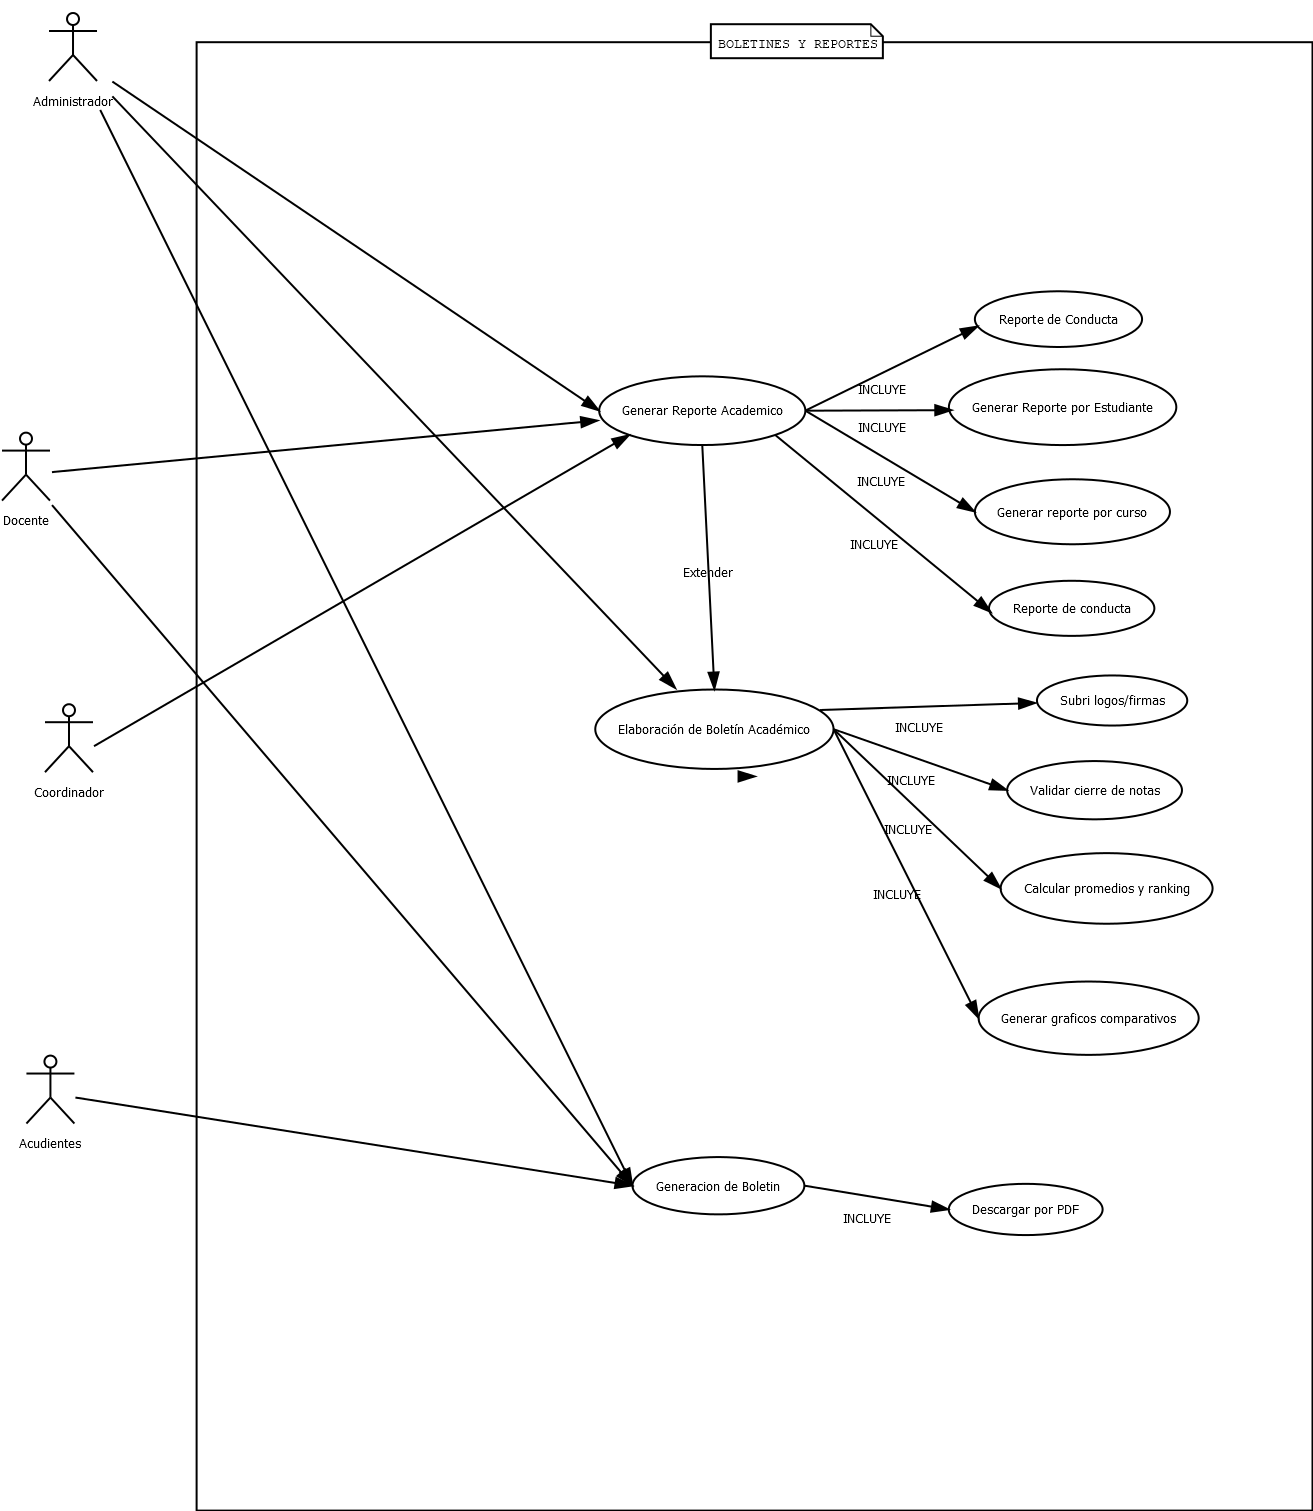 BOLETINES Y REPORTES
Administrador
Reporte de Conducta
INCLUYE
Generar Reporte Academico
Generar Reporte por Estudiante
INCLUYE
INCLUYE
Generar reporte por curso
Docente
INCLUYE
Extender
Reporte de conducta
Subri logos/firmas
INCLUYE
Elaboración de Boletín Académico
INCLUYE
Validar cierre de notas
Coordinador
INCLUYE
Calcular promedios y ranking
INCLUYE
Generar graficos comparativos
Acudientes
Generacion de Boletin
Descargar por PDF
INCLUYE